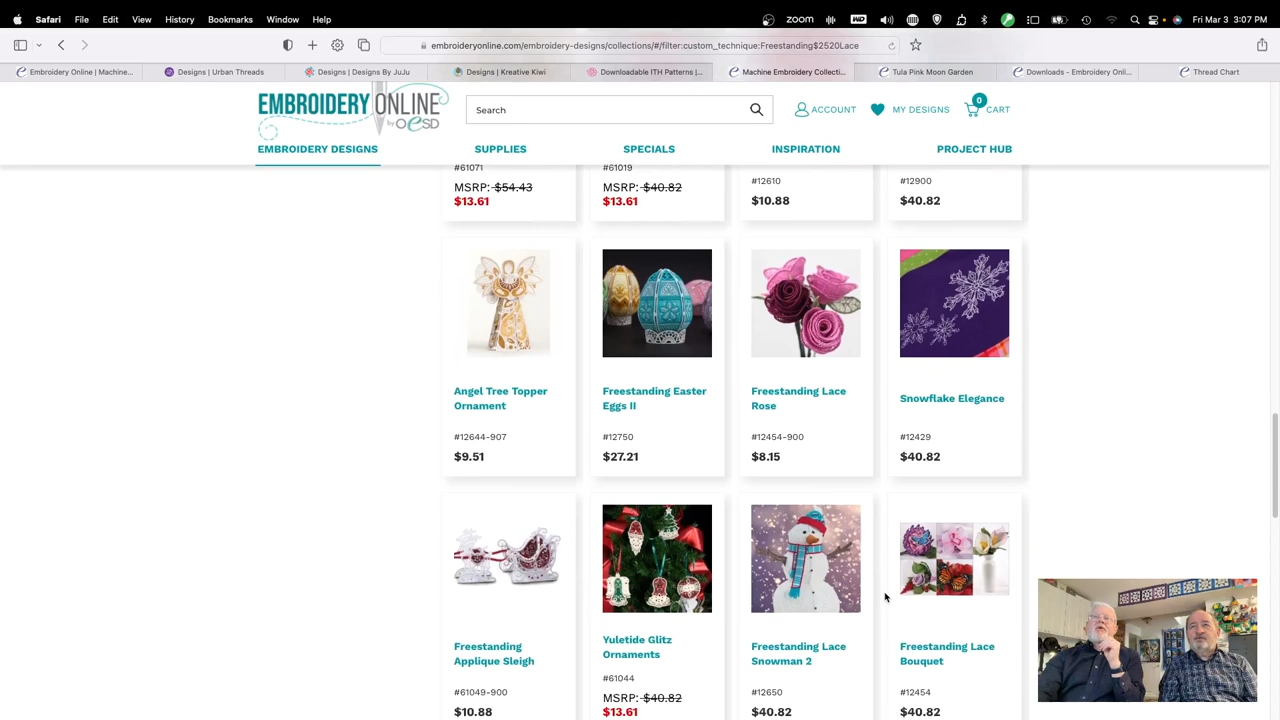 Safari File Edit View History Bookmarks Window Help
zoom
Fri Mar 3 3:07 PM
embroideryonline.com/embroidery-designs/collections/#/filter:custom_technique:Freestanding$2520Lace
Embroidery Online | Machine...
Designs | Urban Threads
Designs | Designs By JuJu
Designs | Kreative Kiwi
Downloadable ITH Patterns |...
Machine Embroidery Collecti...
Tula Pink Moon Garden
Downloads - Embroidery Onli...
Thread Chart
EMBROIDERY ONLINE
by OESD
Search
ACCOUNT
MY DESIGNS
0
CART
EMBROIDERY DESIGNS
SUPPLIES
SPECIALS
INSPIRATION
PROJECT HUB
#61071
MSRP: $54.43
$13.61
#61019
MSRP: $40.82
$13.61
#12610
$10.88
#12900
$40.82
Angel Tree Topper
Ornament
#12644-907
$9.51
Freestanding Easter
Eggs II
#12750
$27.21
Freestanding Lace
Rose
#12454-900
$8.15
Snowflake Elegance
#12429
$40.82
Freestanding
Applique Sleigh
#61049-900
$10.88
Yuletide Glitz
Ornaments
#61044
MSRP: $40.82
$13.61
Freestanding Lace
Snowman 2
#12650
$40.82
Freestanding Lace
Bouquet
#12454
$40.82